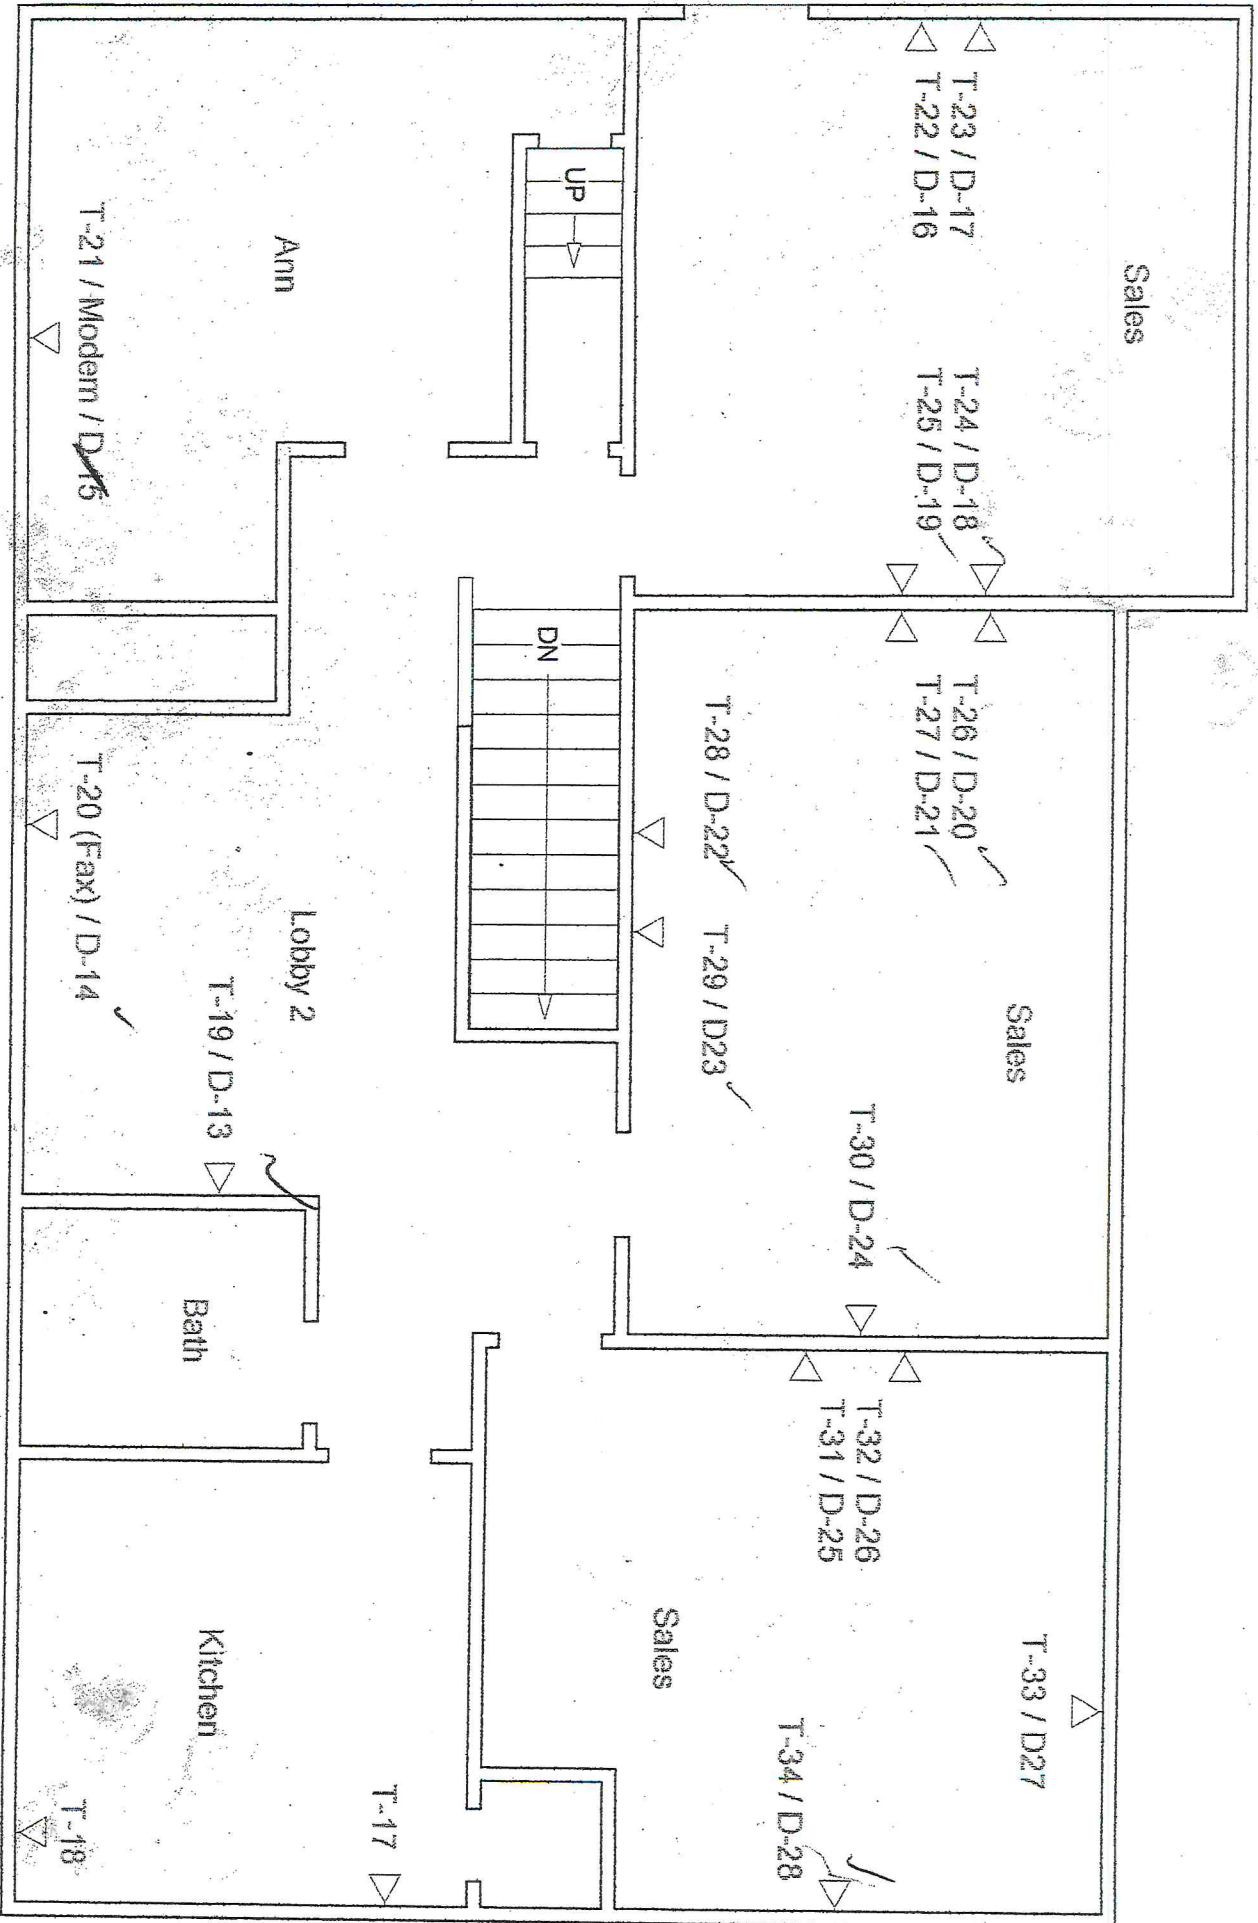 Sales
T-23 / D-17
T-22 / D-16
T-24 / D-18
T-25 / D-19
Sales
T-26 / D-20
T-27 / D-21
T-28 / D-22
T-29 / D23
T-30 / D-24
T-33 / D27
T-32 / D-26
T-31 / D-25
T-34 / D-28
Sales
UP
DN
Ann
T-21 / Modem / D-15
Lobby 2
T-19 / D-13
T-20 (Fax) / D-14
Bath
Kitchen
T-17
T-18